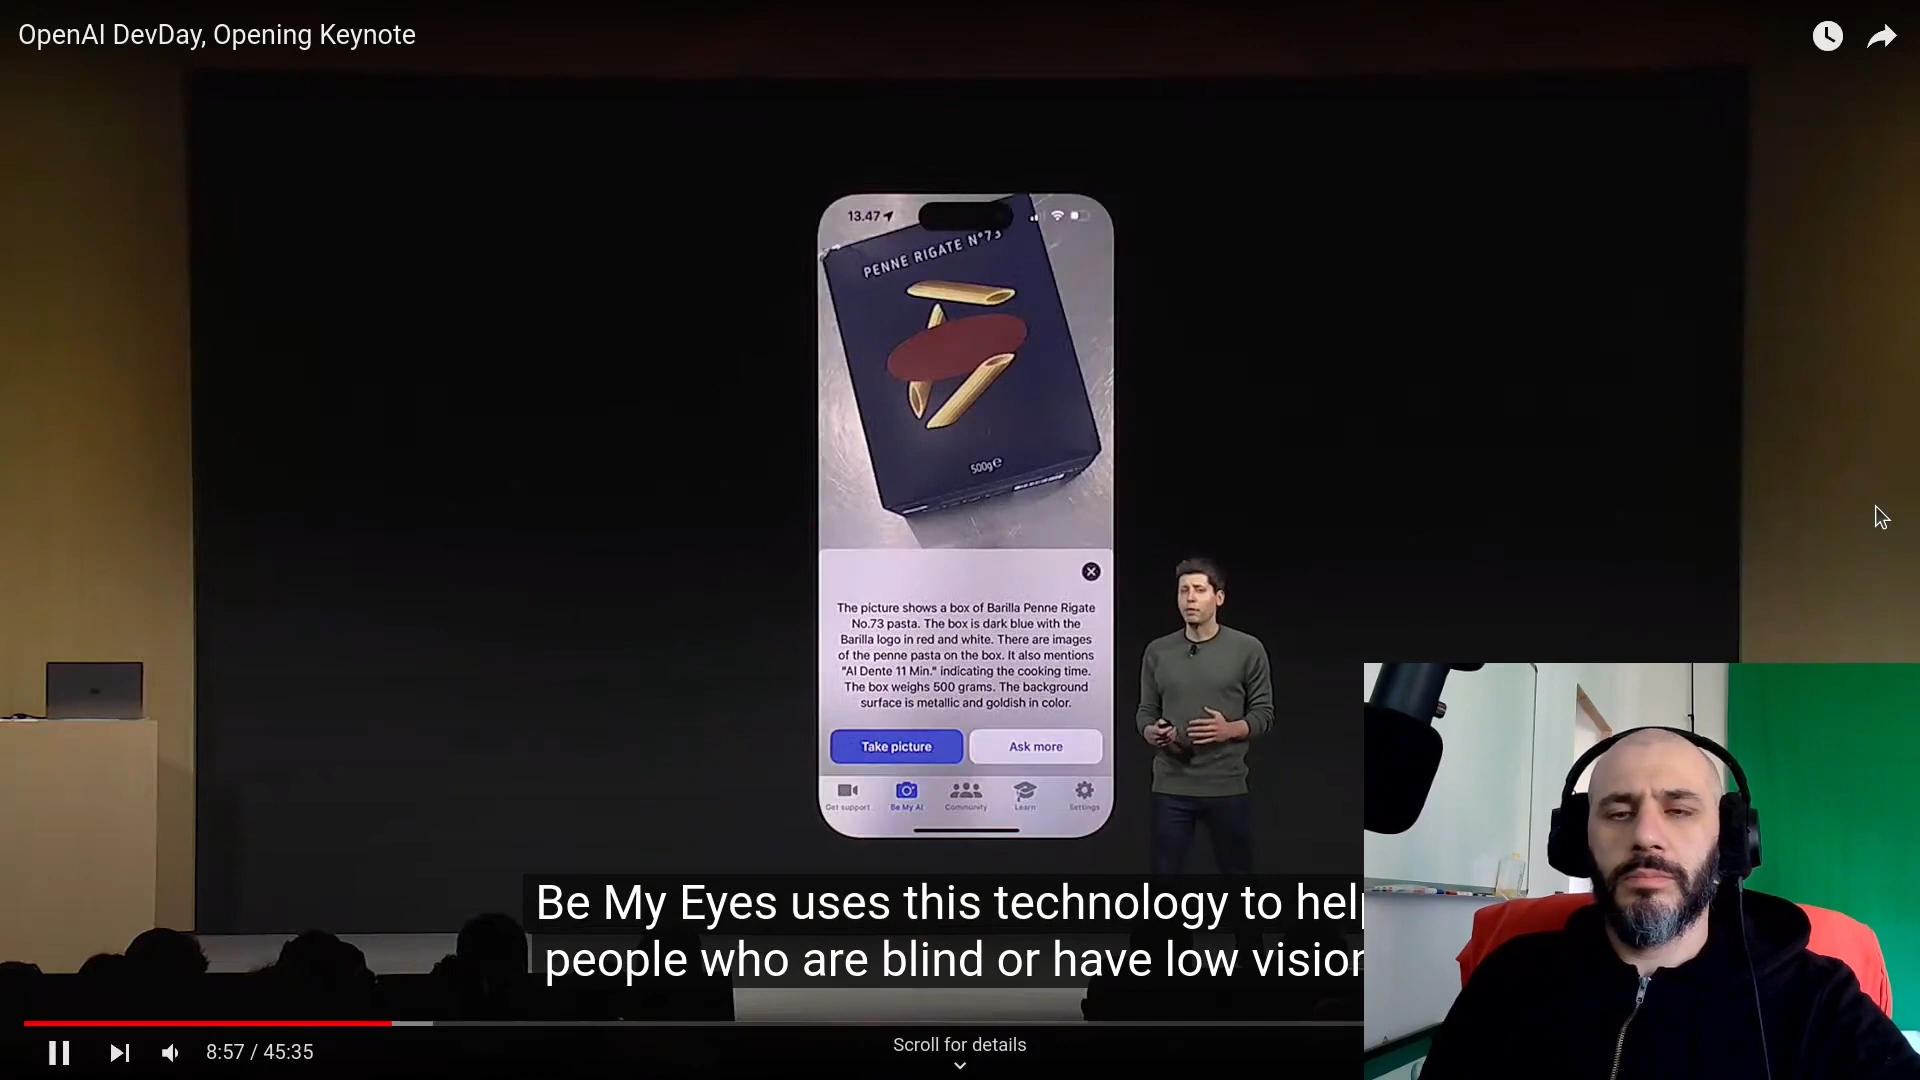 OpenAI DevDay, Opening Keynote
13.47
PENNE RIGATE N°73
500g℮
The picture shows a box of Barilla Penne Rigate
No.73 pasta. The box is dark blue with the
Barilla logo in red and white. There are images
of the penne pasta on the box. It also mentions
"Al Dente 11 Min." indicating the cooking time.
The box weighs 500 grams. The background
surface is metallic and goldish in color.
Take picture
Ask more
Get support
Be My AI
Community
Learn
Settings
Be My Eyes uses this technology to help
people who are blind or have low vision
8:57 / 45:35
Scroll for details